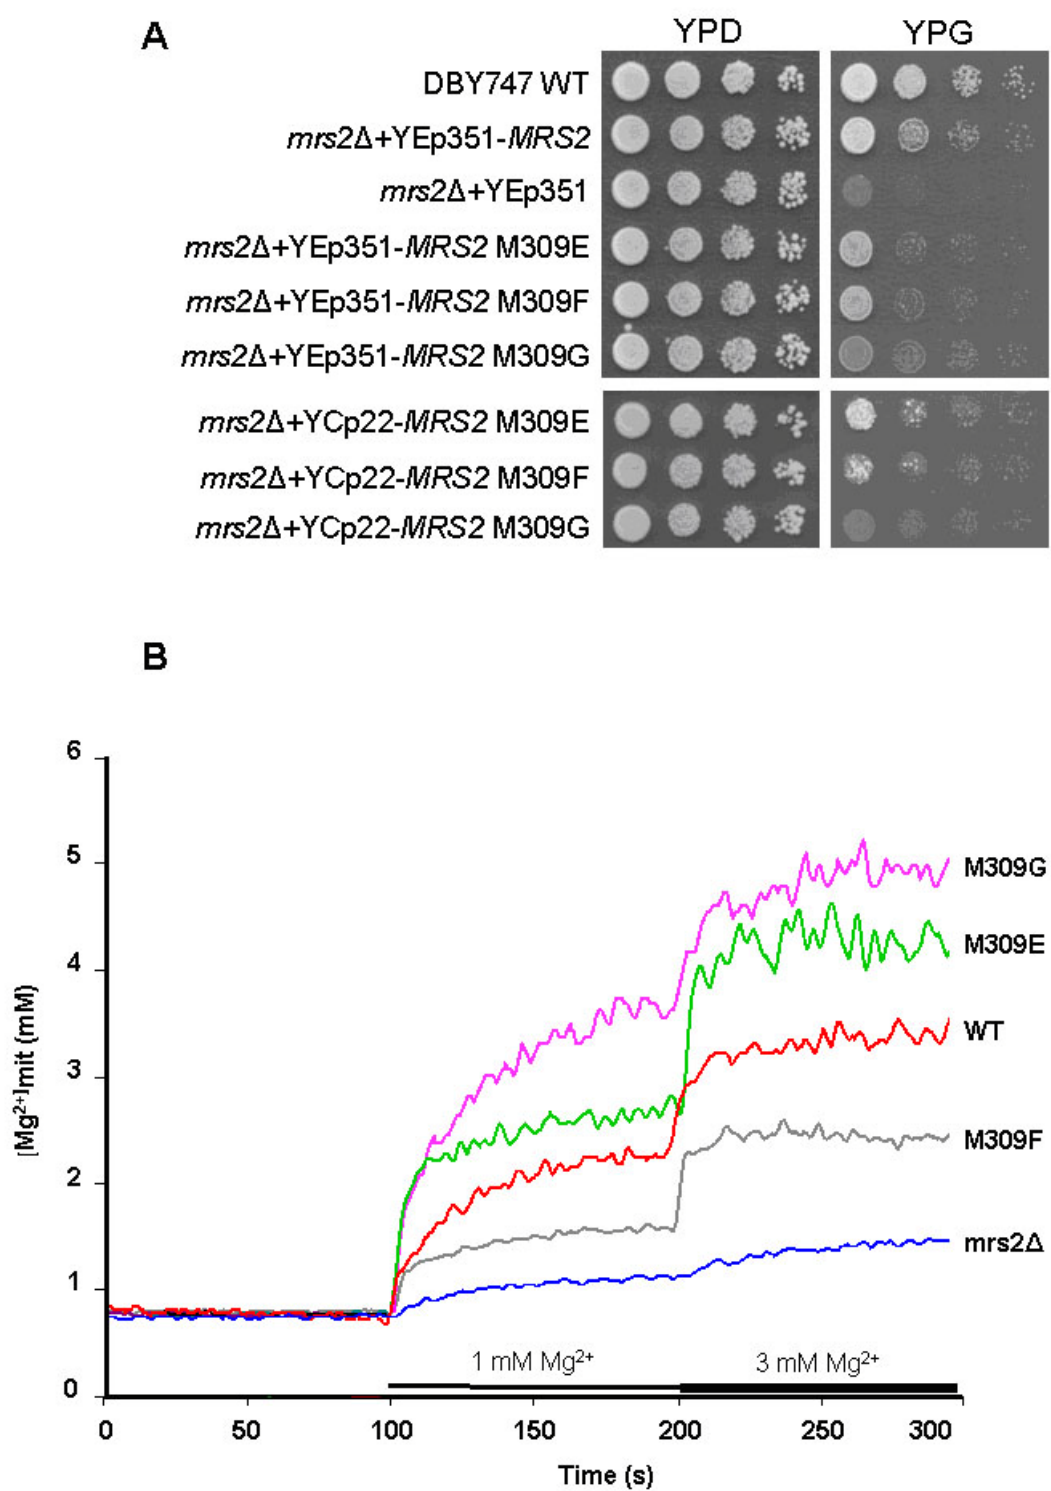 A
YPD YPG
DBY747 WT
mrs2Δ+YEp351-MRS2
mrs2Δ+YEp351
mrs2Δ+YEp351-MRS2 M309E
mrs2Δ+YEp351-MRS2 M309F
mrs2Δ+YEp351-MRS2 M309G
mrs2Δ+YCp22-MRS2 M309E
mrs2Δ+YCp22-MRS2 M309F
mrs2Δ+YCp22-MRS2 M309G
B
6
5
4
3
2
1
0
[Mg²⁺]mit (mM)
M309G
M309E
WT
M309F
mrs2Δ
1 mM Mg²⁺
3 mM Mg²⁺
0 50 100 150 200 250 300
Time (s)